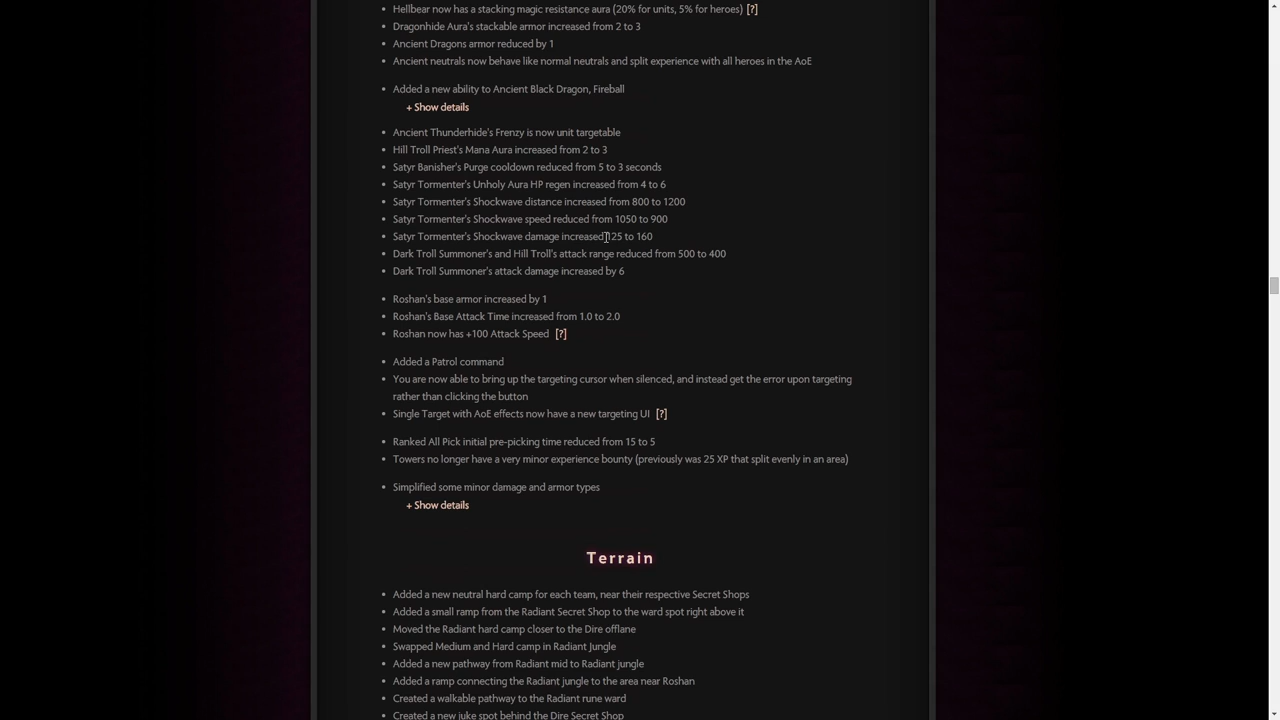 • Hellbear now has a stacking magic resistance aura (20% for units, 5% for heroes) [?]
• Dragonhide Aura's stackable armor increased from 2 to 3
• Ancient Dragons armor reduced by 1
• Ancient neutrals now behave like normal neutrals and split experience with all heroes in the AoE
• Added a new ability to Ancient Black Dragon, Fireball
+ Show details
• Ancient Thunderhide's Frenzy is now unit targetable
• Hill Troll Priest's Mana Aura increased from 2 to 3
• Satyr Banisher's Purge cooldown reduced from 5 to 3 seconds
• Satyr Tormenter's Unholy Aura HP regen increased from 4 to 6
• Satyr Tormenter's Shockwave distance increased from 800 to 1200
• Satyr Tormenter's Shockwave speed reduced from 1050 to 900
• Satyr Tormenter's Shockwave damage increased 125 to 160
• Dark Troll Summoner's and Hill Troll's attack range reduced from 500 to 400
• Dark Troll Summoner's attack damage increased by 6
• Roshan's base armor increased by 1
• Roshan's Base Attack Time increased from 1.0 to 2.0
• Roshan now has +100 Attack Speed [?]
• Added a Patrol command
• You are now able to bring up the targeting cursor when silenced, and instead get the error upon targeting
rather than clicking the button
• Single Target with AoE effects now have a new targeting UI [?]
• Ranked All Pick initial pre-picking time reduced from 15 to 5
• Towers no longer have a very minor experience bounty (previously was 25 XP that split evenly in an area)
• Simplified some minor damage and armor types
+ Show details
Terrain
• Added a new neutral hard camp for each team, near their respective Secret Shops
• Added a small ramp from the Radiant Secret Shop to the ward spot right above it
• Moved the Radiant hard camp closer to the Dire offlane
• Swapped Medium and Hard camp in Radiant Jungle
• Added a new pathway from Radiant mid to Radiant jungle
• Added a ramp connecting the Radiant jungle to the area near Roshan
• Created a walkable pathway to the Radiant rune ward
• Created a new juke spot behind the Dire Secret Shop